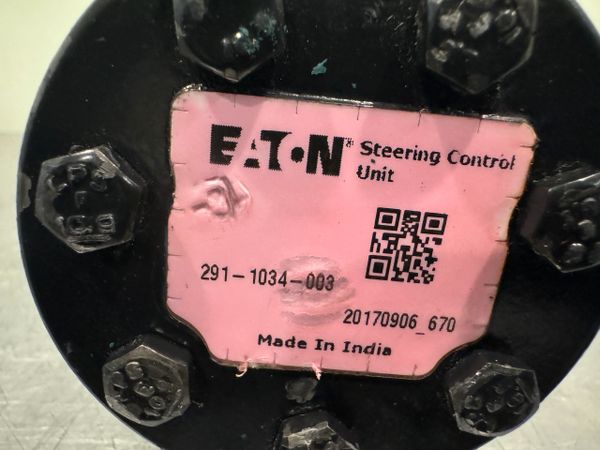 EATON® Steering Control
Unit
291-1034-003
20170906_670
Made In India